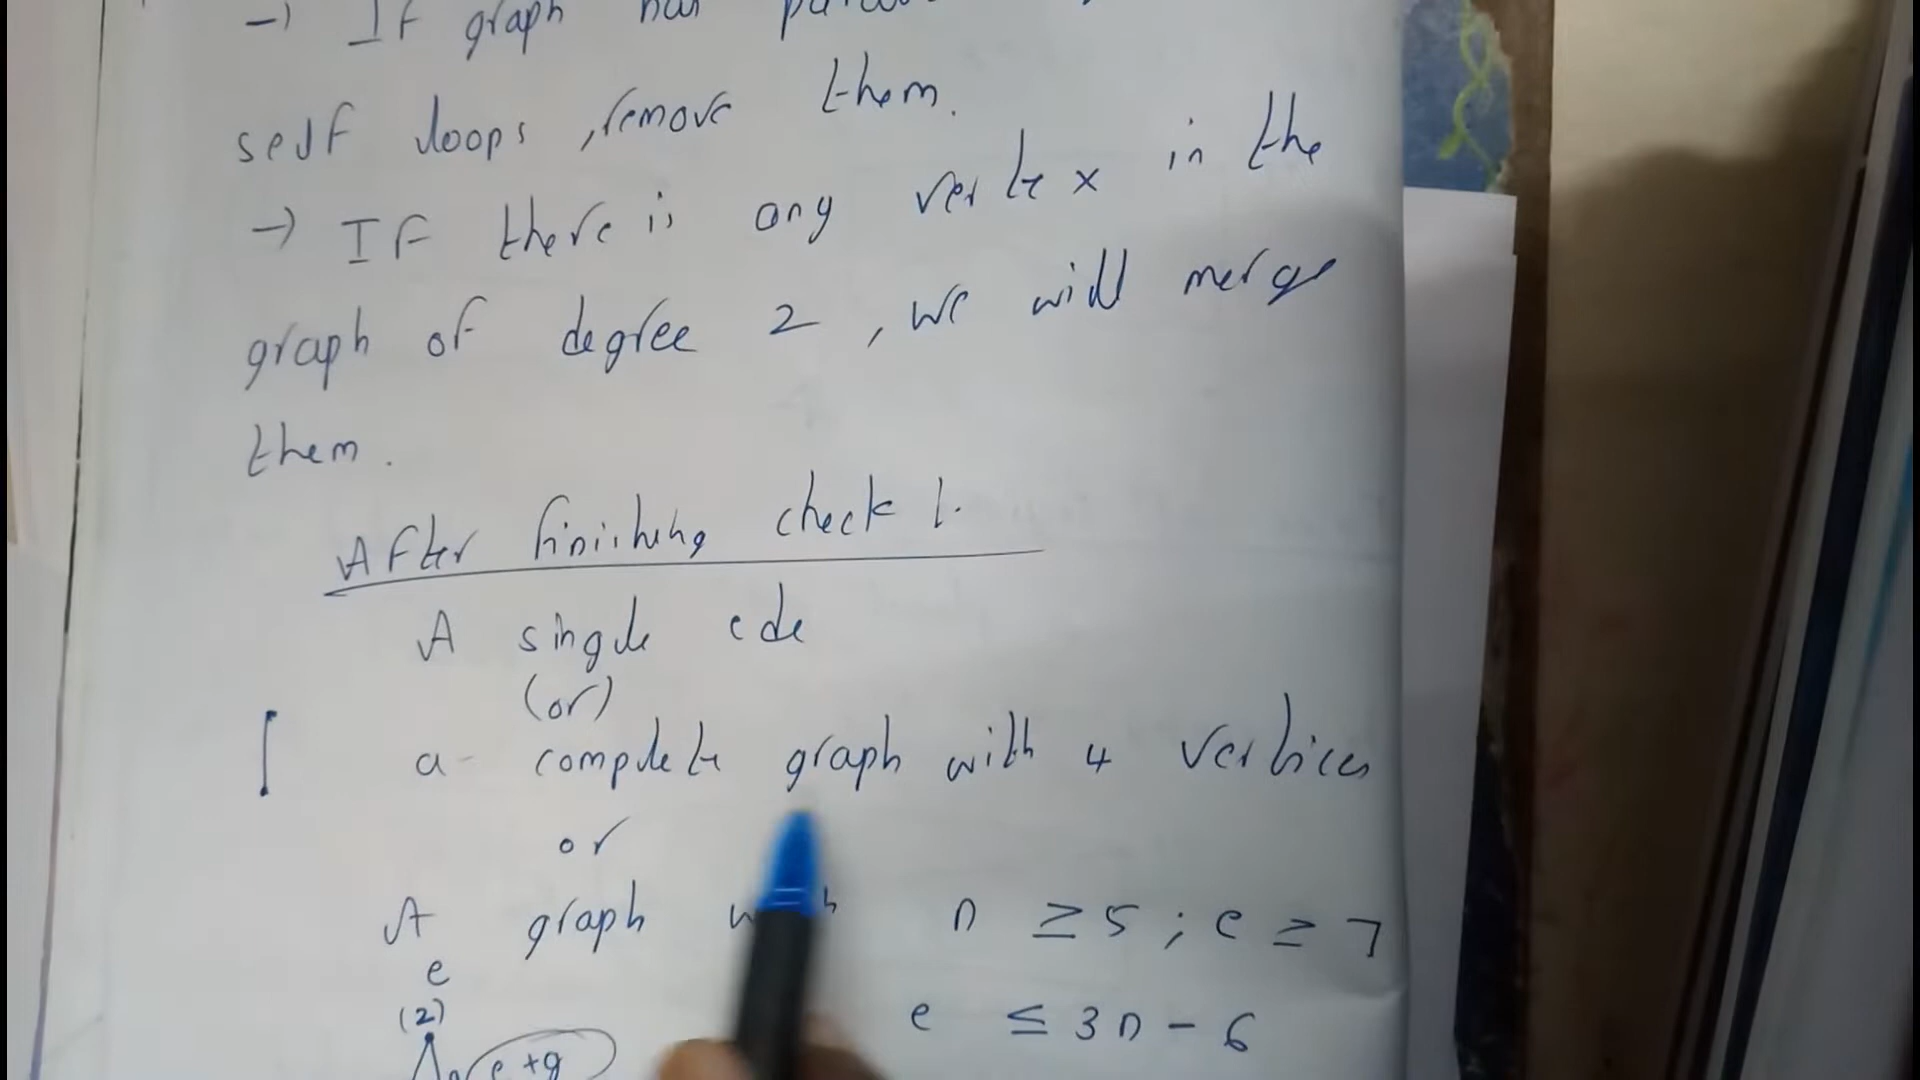 → If graph has
self loops, remove them.
→ IF there is any vertex in the
graph of degree 2, we will merge
them.
After finishing check 1.
A single ede
(or)
a complete graph with 4 vertices
or
A graph n ≥ 5 ; e ≥ 7
e
(2) e ≤ 3n - 6
e+g